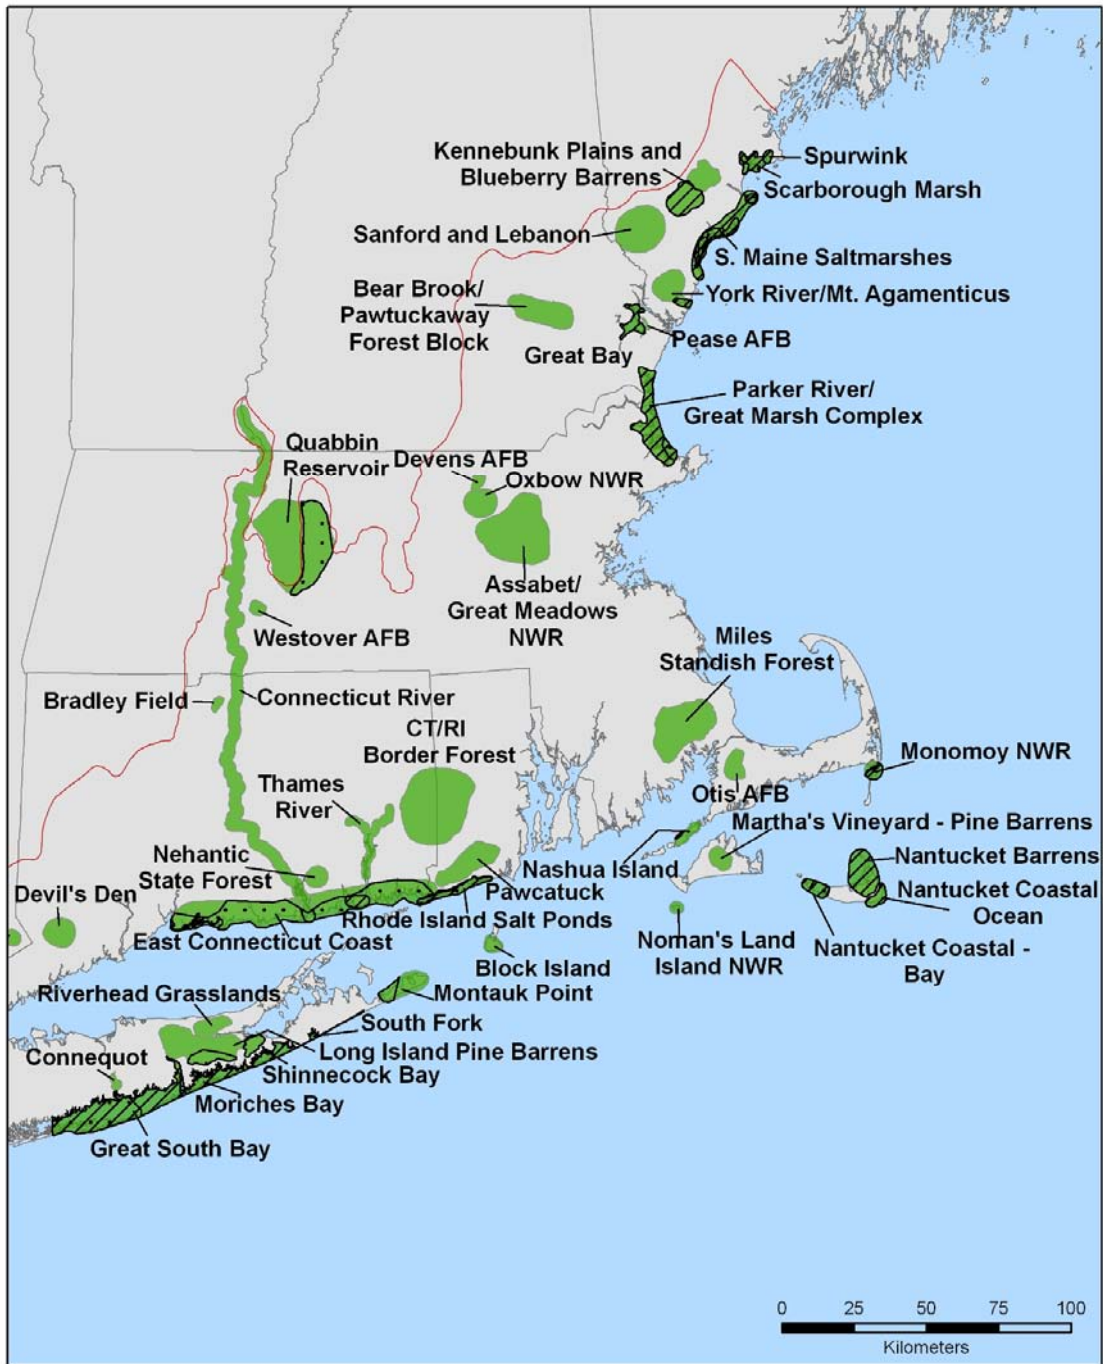 Kennebunk Plains and
Blueberry Barrens
Spurwink
Scarborough Marsh
Sanford and Lebanon
S. Maine Saltmarshes
Bear Brook/
Pawtuckaway
Forest Block
York River/Mt. Agamenticus
Great Bay
Pease AFB
Parker River/
Great Marsh Complex
Quabbin
Reservoir
Devens AFB
Oxbow NWR
Assabet/
Great Meadows
NWR
Westover AFB
Miles
Standish Forest
Bradley Field
Connecticut River
CT/RI
Border Forest
Monomoy NWR
Thames
River
Otis AFB
Martha's Vineyard - Pine Barrens
Nehantic
State Forest
Nashua Island
Nantucket Barrens
Devil's Den
Pawcatuck
Nantucket Coastal
Ocean
Rhode Island Salt Ponds
East Connecticut Coast
Noman's Land
Island NWR
Nantucket Coastal -
Bay
Block Island
Riverhead Grasslands
Montauk Point
South Fork
Connequot
Long Island Pine Barrens
Shinnecock Bay
Moriches Bay
Great South Bay
0 25 50 75 100
Kilometers